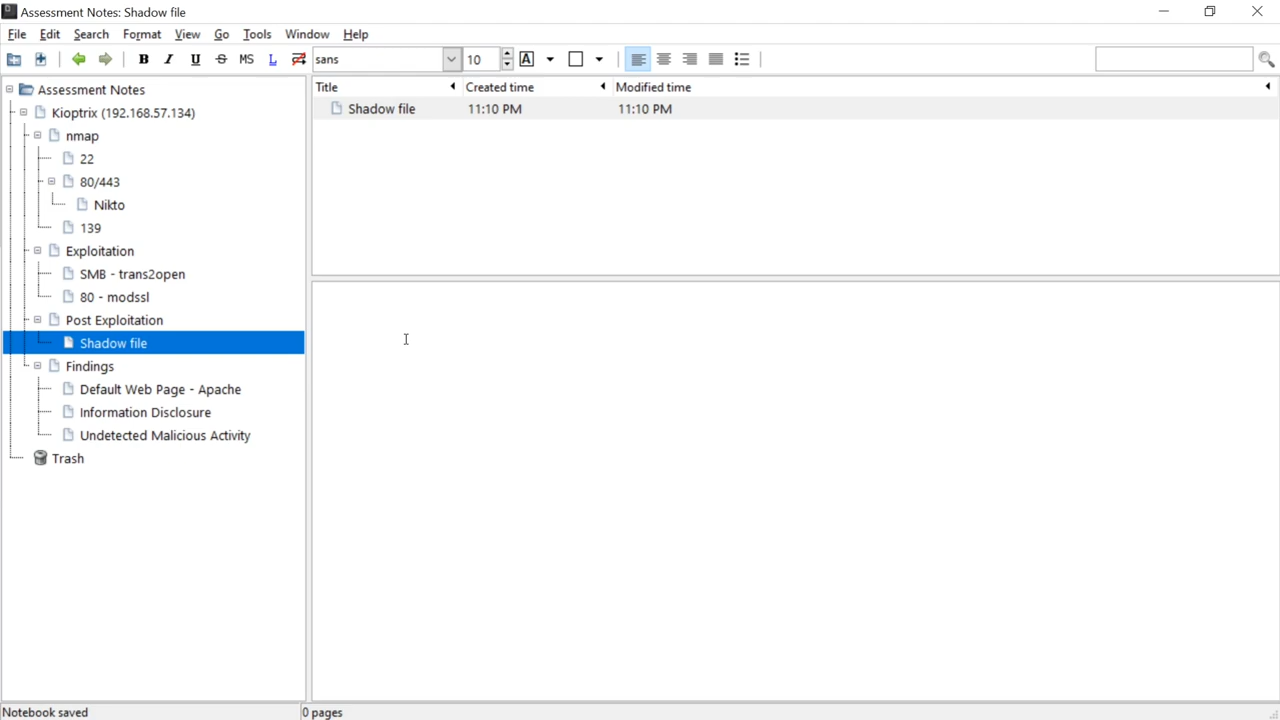 Assessment Notes: Shadow file
File Edit Search Format View Go Tools Window Help
B I U S MS L sans 10 A
Assessment Notes
Kioptrix (192.168.57.134)
nmap
22
80/443
Nikto
139
Exploitation
SMB - trans2open
80 - modssl
Post Exploitation
Shadow file
Findings
Default Web Page - Apache
Information Disclosure
Undetected Malicious Activity
Trash
Title Created time Modified time
Shadow file 11:10 PM 11:10 PM
Notebook saved 0 pages